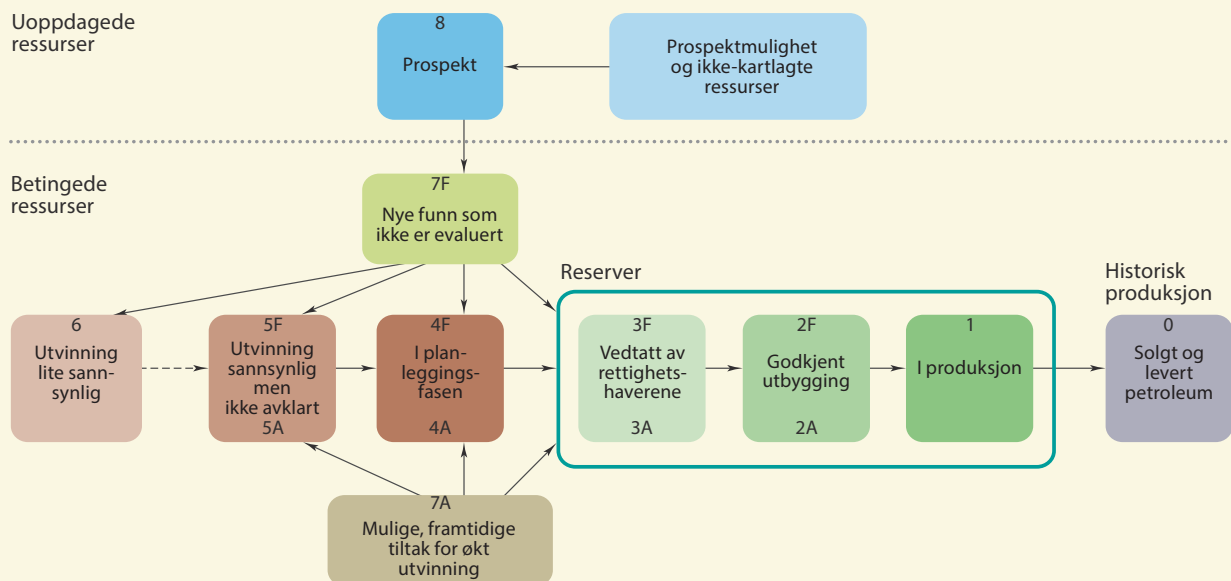 Uoppdagede
ressurser
8
Prospekt
Prospektmulighet
og ikke-kartlagte
ressurser
Betingede
ressurser
7F
Nye funn som
ikke er evaluert
Reserver
Historisk
produksjon
6
Utvinning
lite sann-
synlig
5F
Utvinning
sannsynlig
men
ikke avklart
5A
4F
I plan-
leggings-
fasen
4A
3F
Vedtatt av
rettighets-
haverene
3A
2F
Godkjent
utbygging
2A
1
I produksjon
0
Solgt og
levert
petroleum
7A
Mulige, framtidige
tiltak for økt
utvinning